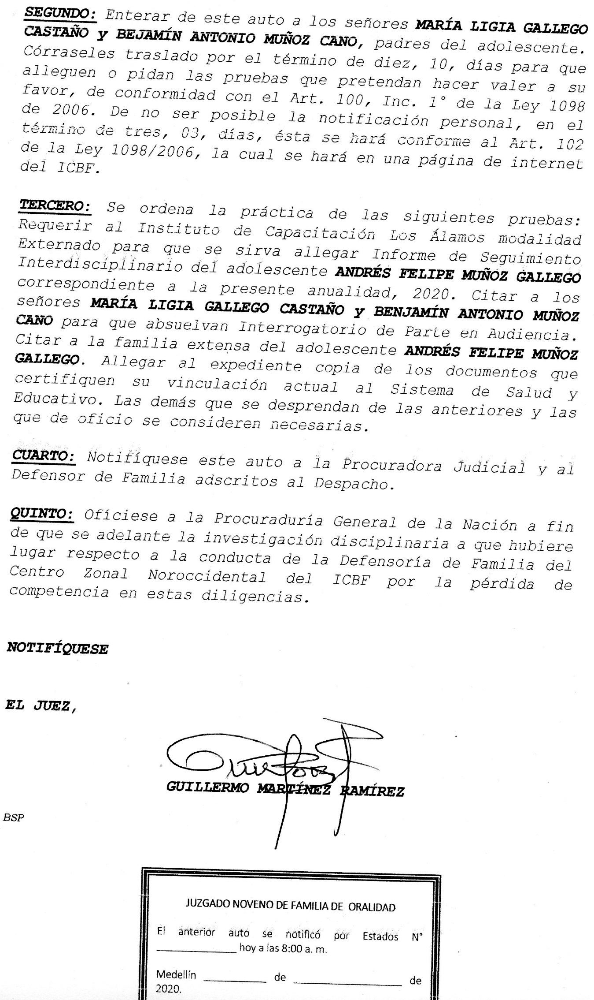 SEGUNDO: Enterar de este auto a los señores MARÍA LIGIA GALLEGO
CASTAÑO y BEJAMÍN ANTONIO MUÑOZ CANO, padres del adolescente.
Córraseles traslado por el término de diez, 10, días para que
alleguen o pidan las pruebas que pretendan hacer valer a su
favor, de conformidad con el Art. 100, Inc. 1° de la Ley 1098
de 2006. De no ser posible la notificación personal, en el
término de tres, 03, días, ésta se hará conforme al Art. 102
de la Ley 1098/2006, la cual se hará en una página de internet
del ICBF.
TERCERO: Se ordena la práctica de las siguientes pruebas:
Requerir al Instituto de Capacitación Los Álamos modalidad
Externado para que se sirva allegar Informe de Seguimiento
Interdisciplinario del adolescente ANDRÉS FELIPE MUÑOZ GALLEGO
correspondiente a la presente anualidad, 2020. Citar a los
señores MARÍA LIGIA GALLEGO CASTAÑO y BENJAMÍN ANTONIO MUÑOZ
CANO para que absuelvan Interrogatorio de Parte en Audiencia.
Citar a la familia extensa del adolescente ANDRÉS FELIPE MUÑOZ
GALLEGO. Allegar al expediente copia de los documentos que
certifiquen su vinculación actual al Sistema de Salud y
Educativo. Las demás que se desprendan de las anteriores y las
que de oficio se consideren necesarias.
CUARTO: Notifíquese este auto a la Procuradora Judicial y al
Defensor de Familia adscritos al Despacho.
QUINTO: Ofíciese a la Procuraduría General de la Nación a fin
de que se adelante la investigación disciplinaria a que hubiere
lugar respecto a la conducta de la Defensoría de Familia del
Centro Zonal Noroccidental del ICBF por la pérdida de
competencia en estas diligencias.
NOTIFÍQUESE
EL JUEZ,
GUILLERMO MARTÍNEZ RAMÍREZ
BSP
JUZGADO NOVENO DE FAMILIA DE ORALIDAD
El anterior auto se notificó por Estados N°
______________ hoy a las 8:00 a. m.
Medellín ___________ de ___________________ de
2020.